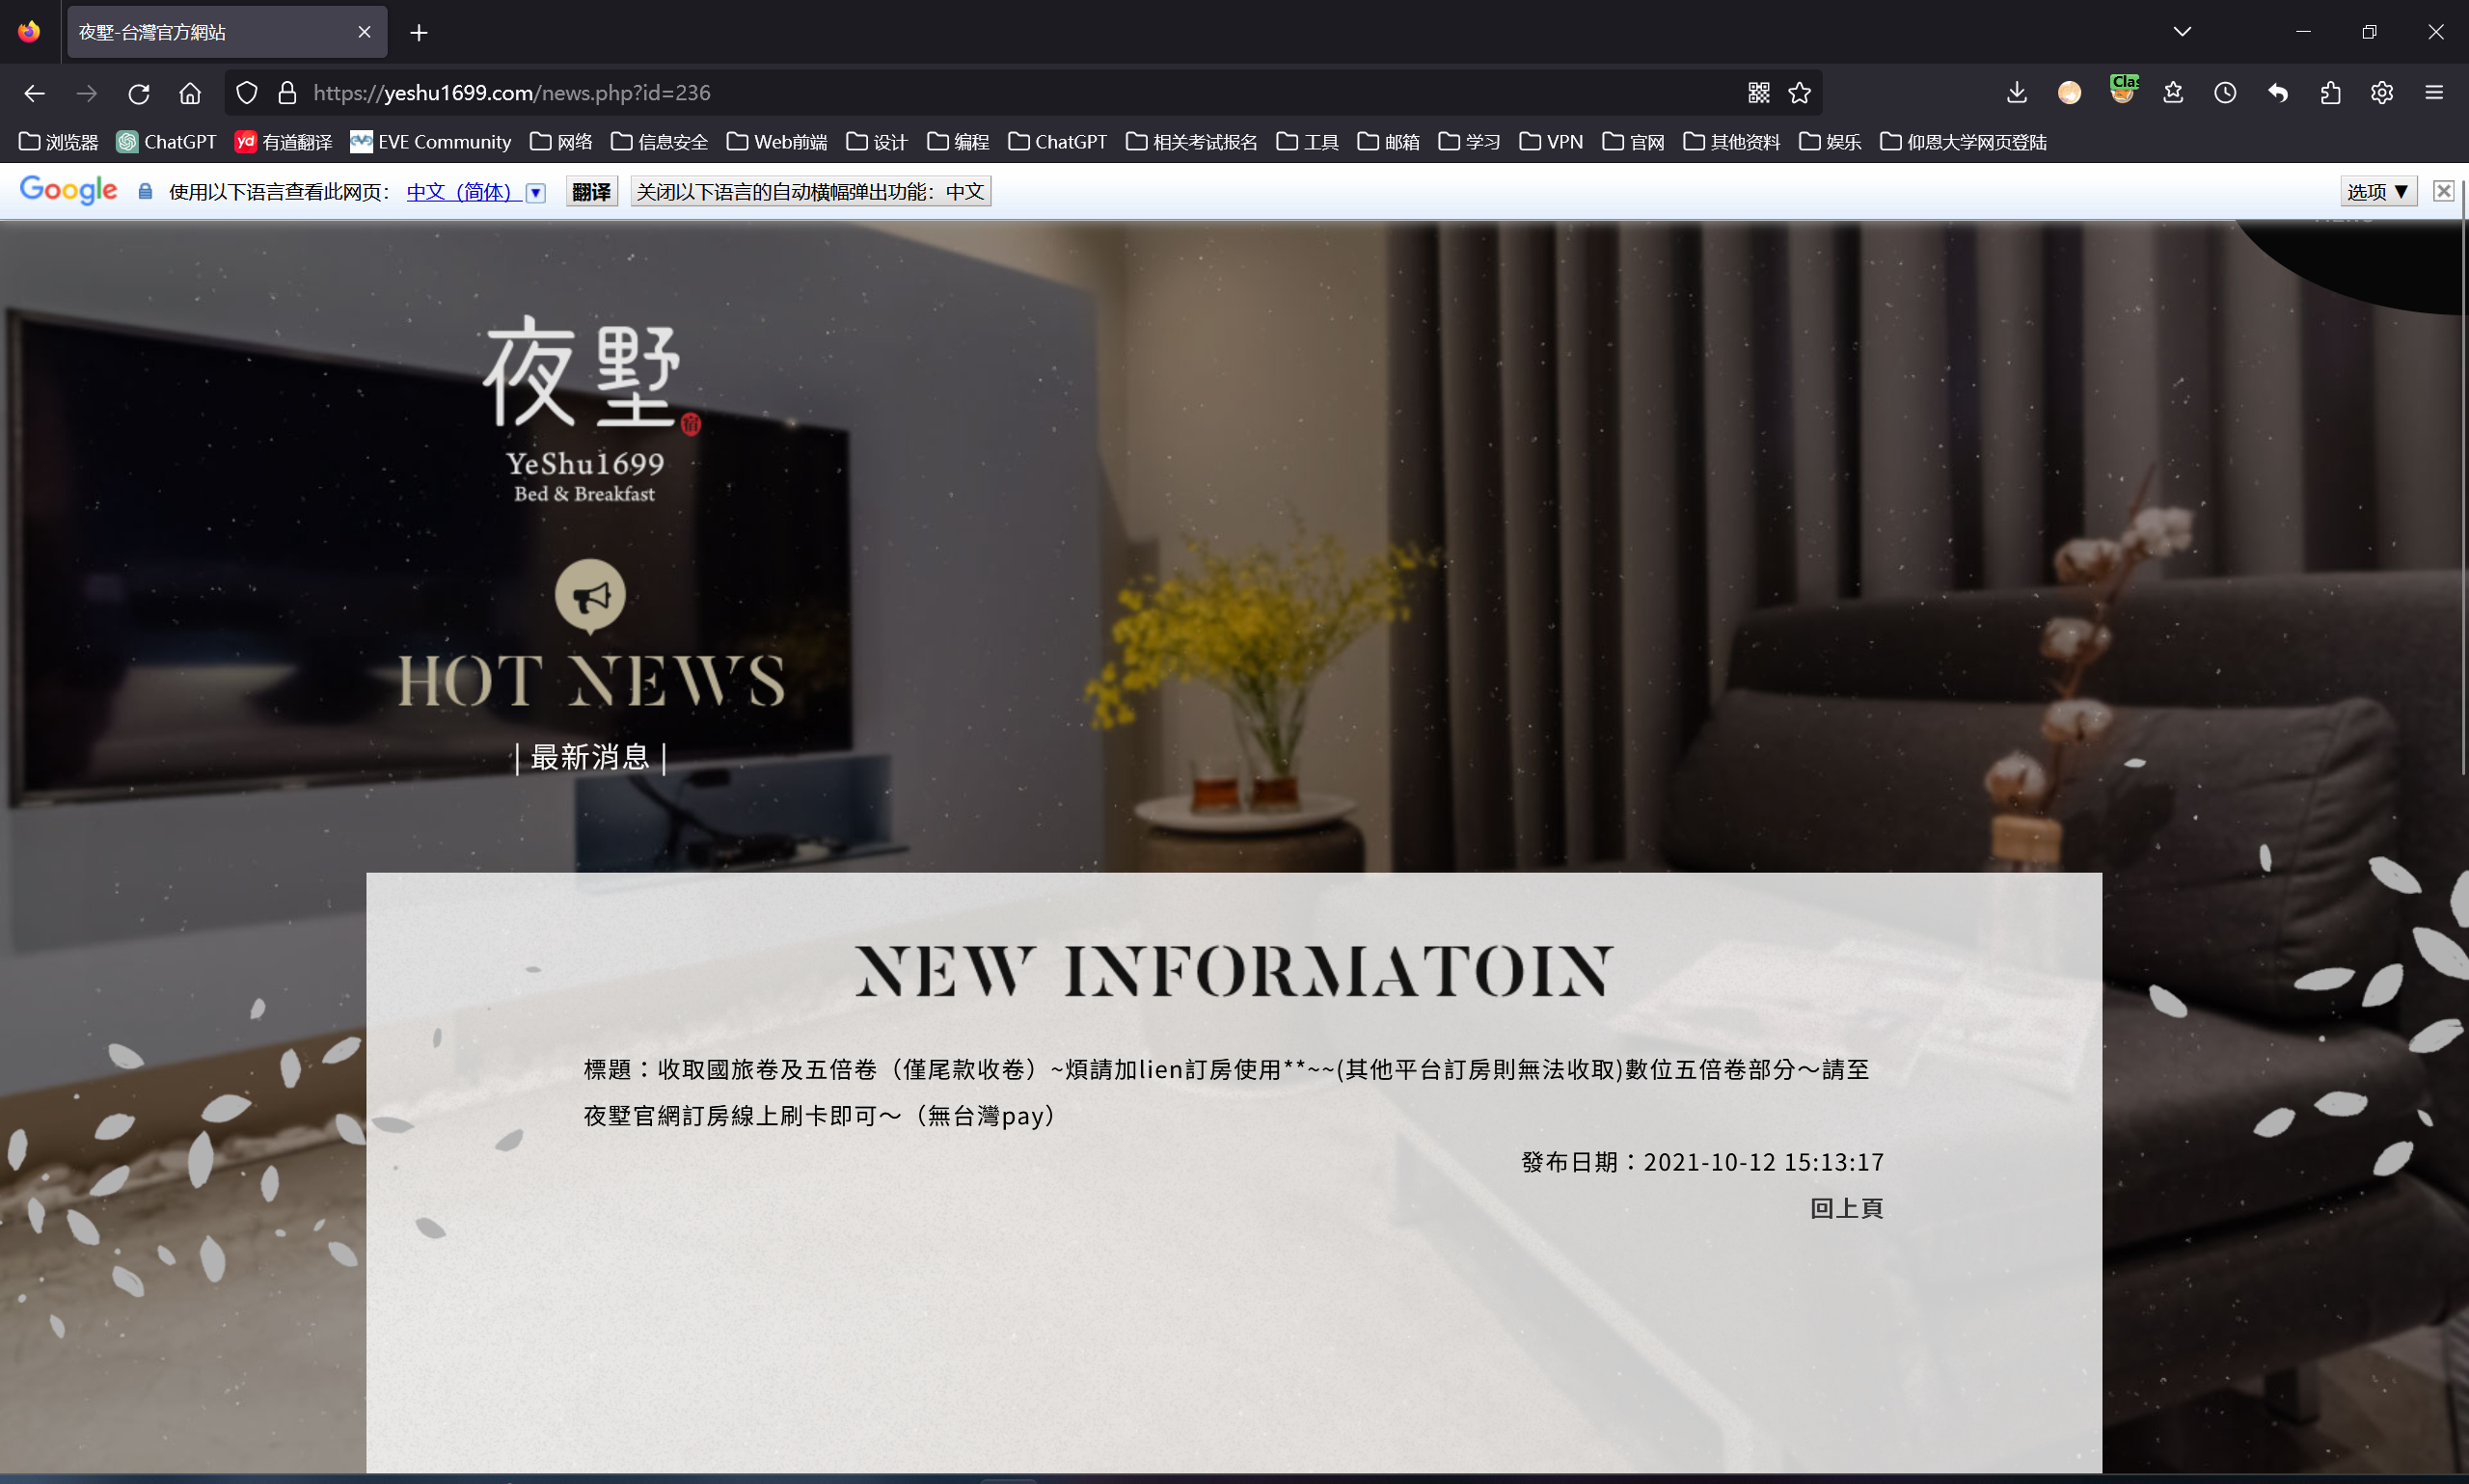 夜墅-台灣官方網站
https://yeshu1699.com/news.php?id=236
Clas
浏览器 ChatGPT 有道翻译 EVE Community 网络 信息安全 Web前端 设计 编程 ChatGPT 相关考试报名 工具 邮箱 学习 VPN 官网 其他资料 娱乐 仰恩大学网页登陆
Google 使用以下语言查看此网页： 中文（简体） 翻译 关闭以下语言的自动横幅弹出功能：中文 选项 ▼
夜墅
YeShu1699
Bed & Breakfast
HOT NEWS
| 最新消息 |
NEW INFORMATOIN
標題：收取國旅卷及五倍卷（僅尾款收卷）~煩請加lien訂房使用**~~(其他平台訂房則無法收取)數位五倍卷部分～請至
夜墅官網訂房線上刷卡即可～（無台灣pay）
發布日期：2021-10-12 15:13:17
回上頁